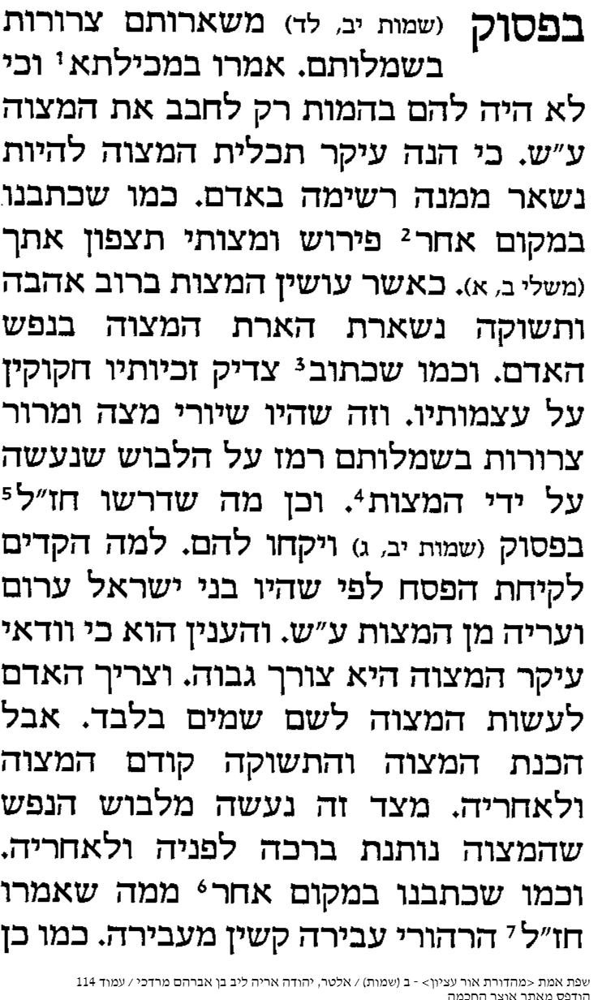 בפסוק (שמות יב, לד) משארותם צרורות
בשמלותם. אמרו במכילתא¹ וכי
לא היה להם בהמות רק לחבב את המצוה
ע״ש. כי הנה עיקר תכלית המצוה להיות
נשאר ממנה רשימה באדם. כמו שכתבנו
במקום אחר² פירוש ומצותי תצפון אתך
(משלי ב, א). כאשר עושין המצות ברוב אהבה
ותשוקה נשארת הארת המצוה בנפש
האדם. וכמו שכתוב³ צדיק זכיותיו חקוקין
על עצמותיו. וזה שהיו שיורי מצה ומרור
צרורות בשמלותם רמז על הלבוש שנעשה
על ידי המצות⁴. וכן מה שדרשו חז״ל⁵
בפסוק (שמות יב, ג) ויקחו להם. למה הקדים
לקיחת הפסח לפי שהיו בני ישראל ערום
ועריה מן המצות ע״ש. והענין הוא כי וודאי
עיקר המצוה היא צורך גבוה. וצריך האדם
לעשות המצוה לשם שמים בלבד. אבל
הכנת המצוה והתשוקה קודם המצוה
ולאחריה. מצד זה נעשה מלבוש הנפש
שהמצוה נותנת ברכה לפניה ולאחריה.
וכמו שכתבנו במקום אחר⁶ ממה שאמרו
חז״ל⁷ הרהורי עבירה קשין מעבירה. כמו כן
שפת אמת <מהדורת אור עציון> - ב (שמות) / אלטר, יהודה אריה ליב בן אברהם מרדכי / עמוד 114
הודפס מאתר אוצר החכמה